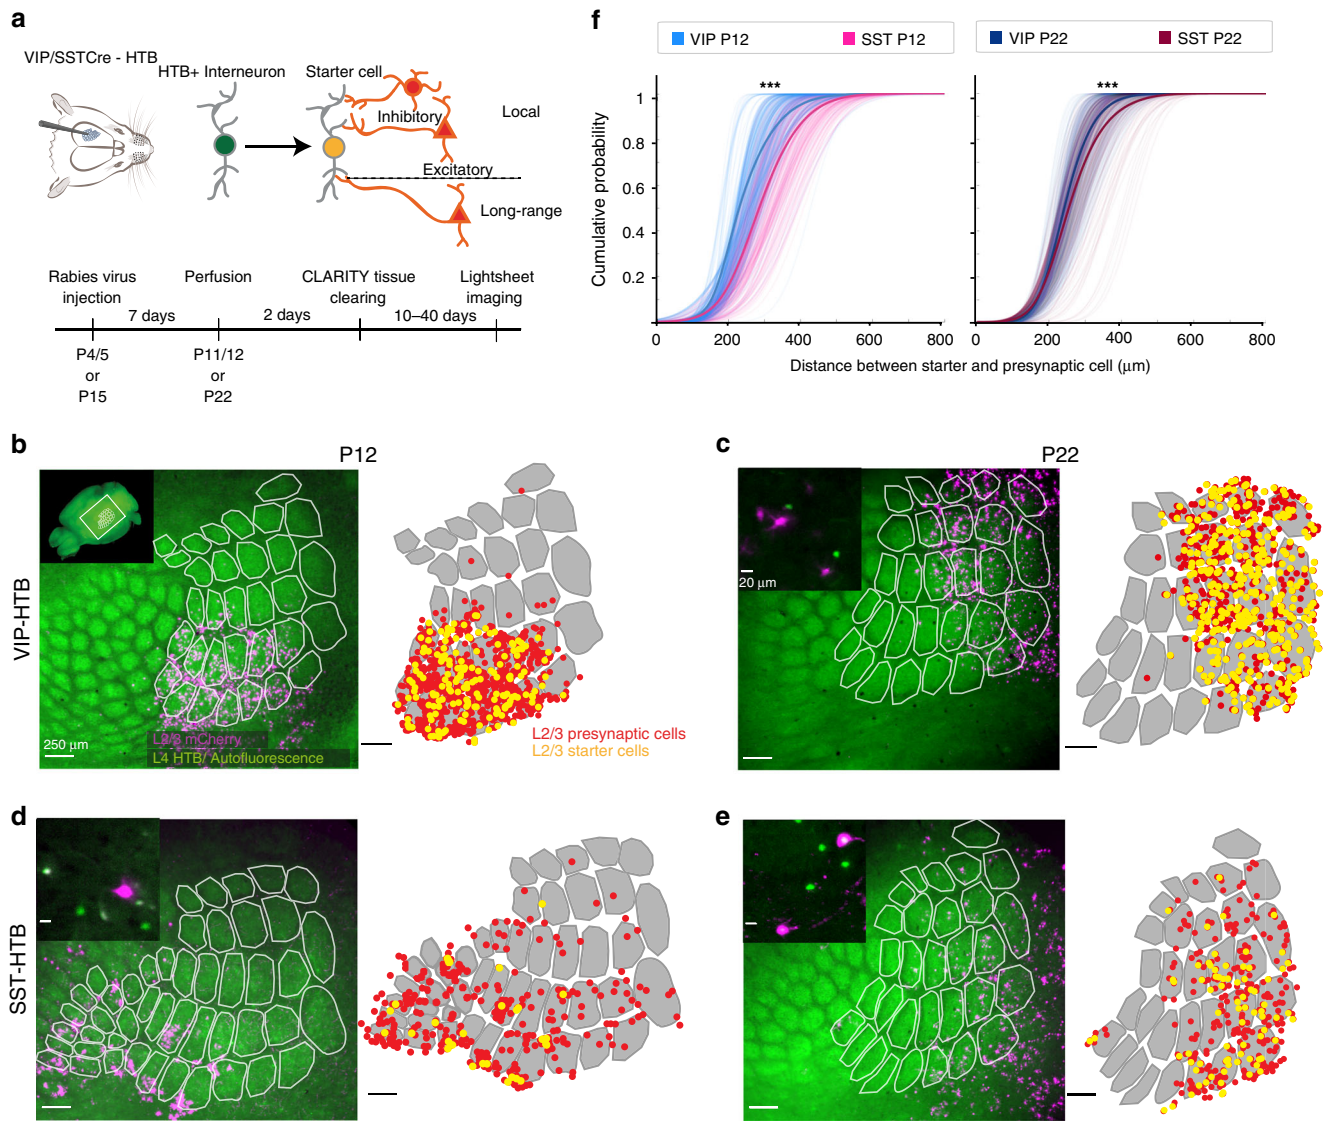 a
VIP/SSTCre - HTB
HTB+ Interneuron
Starter cell
Inhibitory
Local
Excitatory
Long-range
Rabies virus
injection
Perfusion
CLARITY tissue
clearing
Lightsheet
imaging
7 days
2 days
10–40 days
P4/5
or
P15
P11/12
or
P22
f
VIP P12
SST P12
VIP P22
SST P22
***
***
Cumulative probability
1
0.8
0.6
0.4
0.2
0
200
400
600
800
0
200
400
600
800
Distance between starter and presynaptic cell (μm)
b
P12
VIP-HTB
250 μm
L2/3 mCherry
L4 HTB/ Autofluorescence
L2/3 presynaptic cells
L2/3 starter cells
c
P22
20 μm
d
SST-HTB
e